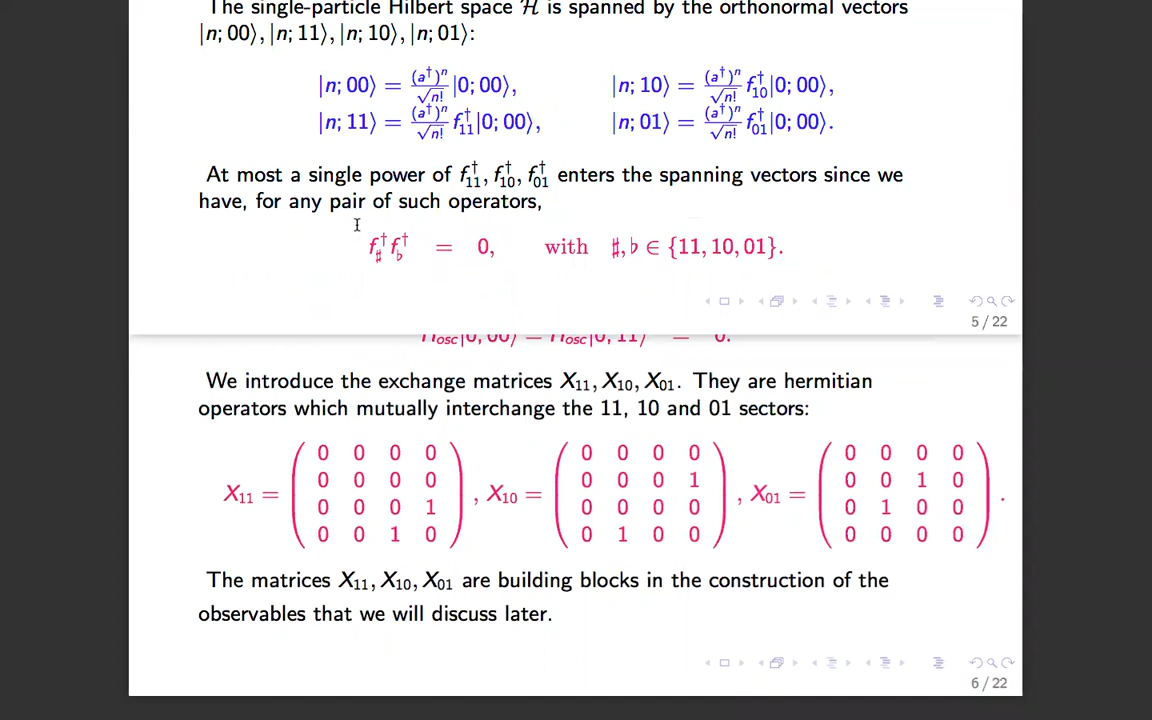 The single-particle Hilbert space ℋ is spanned by the orthonormal vectors
|n; 00⟩, |n; 11⟩, |n; 10⟩, |n; 01⟩:
|n; 00⟩ = (a†)ⁿ/√n! |0; 00⟩, |n; 10⟩ = (a†)ⁿ/√n! f₁₀†|0; 00⟩,
|n; 11⟩ = (a†)ⁿ/√n! f₁₁†|0; 00⟩, |n; 01⟩ = (a†)ⁿ/√n! f₀₁†|0; 00⟩.
At most a single power of f₁₁†, f₁₀†, f₀₁† enters the spanning vectors since we
have, for any pair of such operators,
f♯† f♭† = 0, with ♯, ♭ ∈ {11, 10, 01}.
5 / 22
We introduce the exchange matrices X₁₁, X₁₀, X₀₁. They are hermitian
operators which mutually interchange the 11, 10 and 01 sectors:
0 0 0 0 0 0 0 0 0 0 0 0
0 0 0 0 0 0 0 1 0 0 1 0
X₁₁ = , X₁₀ = , X₀₁ = .
0 0 0 1 0 0 0 0 0 1 0 0
0 0 1 0 0 1 0 0 0 0 0 0
The matrices X₁₁, X₁₀, X₀₁ are building blocks in the construction of the
observables that we will discuss later.
6 / 22